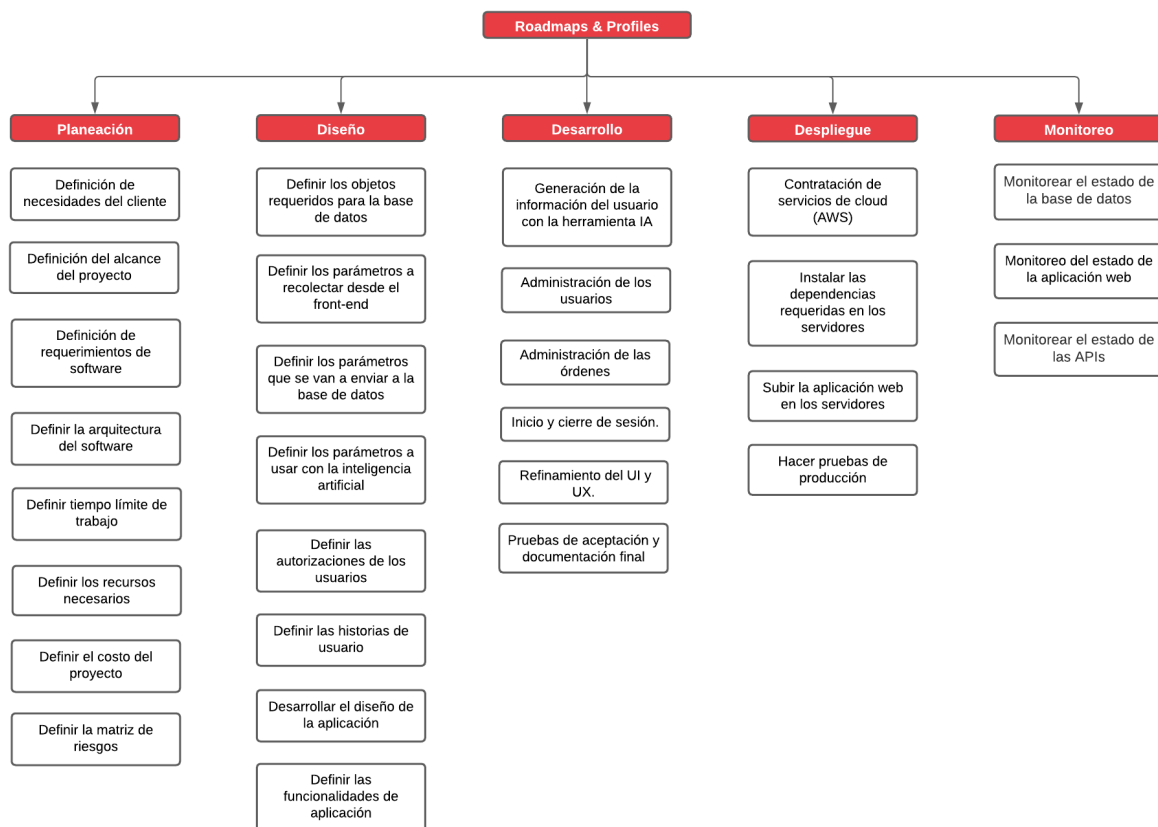 Roadmaps & Profiles
Planeación
Definición de
necesidades del cliente
Definición del alcance
del proyecto
Definición de
requerimientos de
software
Definir la arquitectura
del software
Definir tiempo límite de
trabajo
Definir los recursos
necesarios
Definir el costo del
proyecto
Definir la matriz de
riesgos
Diseño
Definir los objetos
requeridos para la base
de datos
Definir los parámetros a
recolectar desde el
front-end
Definir los parámetros
que se van a enviar a la
base de datos
Definir los parámetros a
usar con la inteligencia
artificial
Definir las
autorizaciones de los
usuarios
Definir las historias de
usuario
Desarrollar el diseño de
la aplicación
Definir las
funcionalidades de
aplicación
Desarrollo
Generación de la
información del usuario
con la herramienta IA
Administración de los
usuarios
Administración de las
órdenes
Inicio y cierre de sesión.
Refinamiento del UI y
UX.
Pruebas de aceptación y
documentación final
Despliegue
Contratación de
servicios de cloud
(AWS)
Instalar las
dependencias
requeridas en los
servidores
Subir la aplicación web
en los servidores
Hacer pruebas de
producción
Monitoreo
Monitorear el estado de
la base de datos
Monitoreo del estado de
la aplicación web
Monitorear el estado de
las APIs